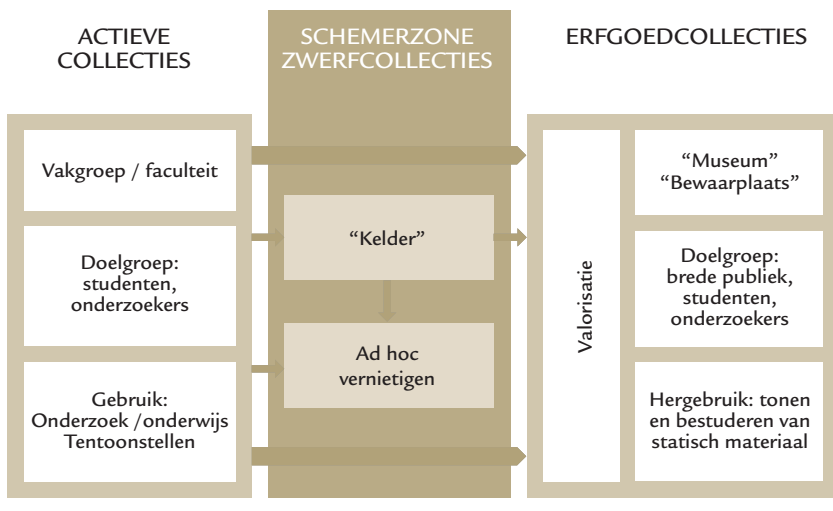 ACTIEVE
COLLECTIES
SCHEMERZONE
ZWERFCOLLECTIES
ERFGOEDCOLLECTIES
Vakgroep / faculteit
Doelgroep:
studenten,
onderzoekers
Gebruik:
Onderzoek /onderwijs
Tentoonstellen
“Kelder”
Ad hoc
vernietigen
Valorisatie
“Museum”
“Bewaarplaats”
Doelgroep:
brede publiek,
studenten,
onderzoekers
Hergebruik: tonen
en bestuderen van
statisch materiaal